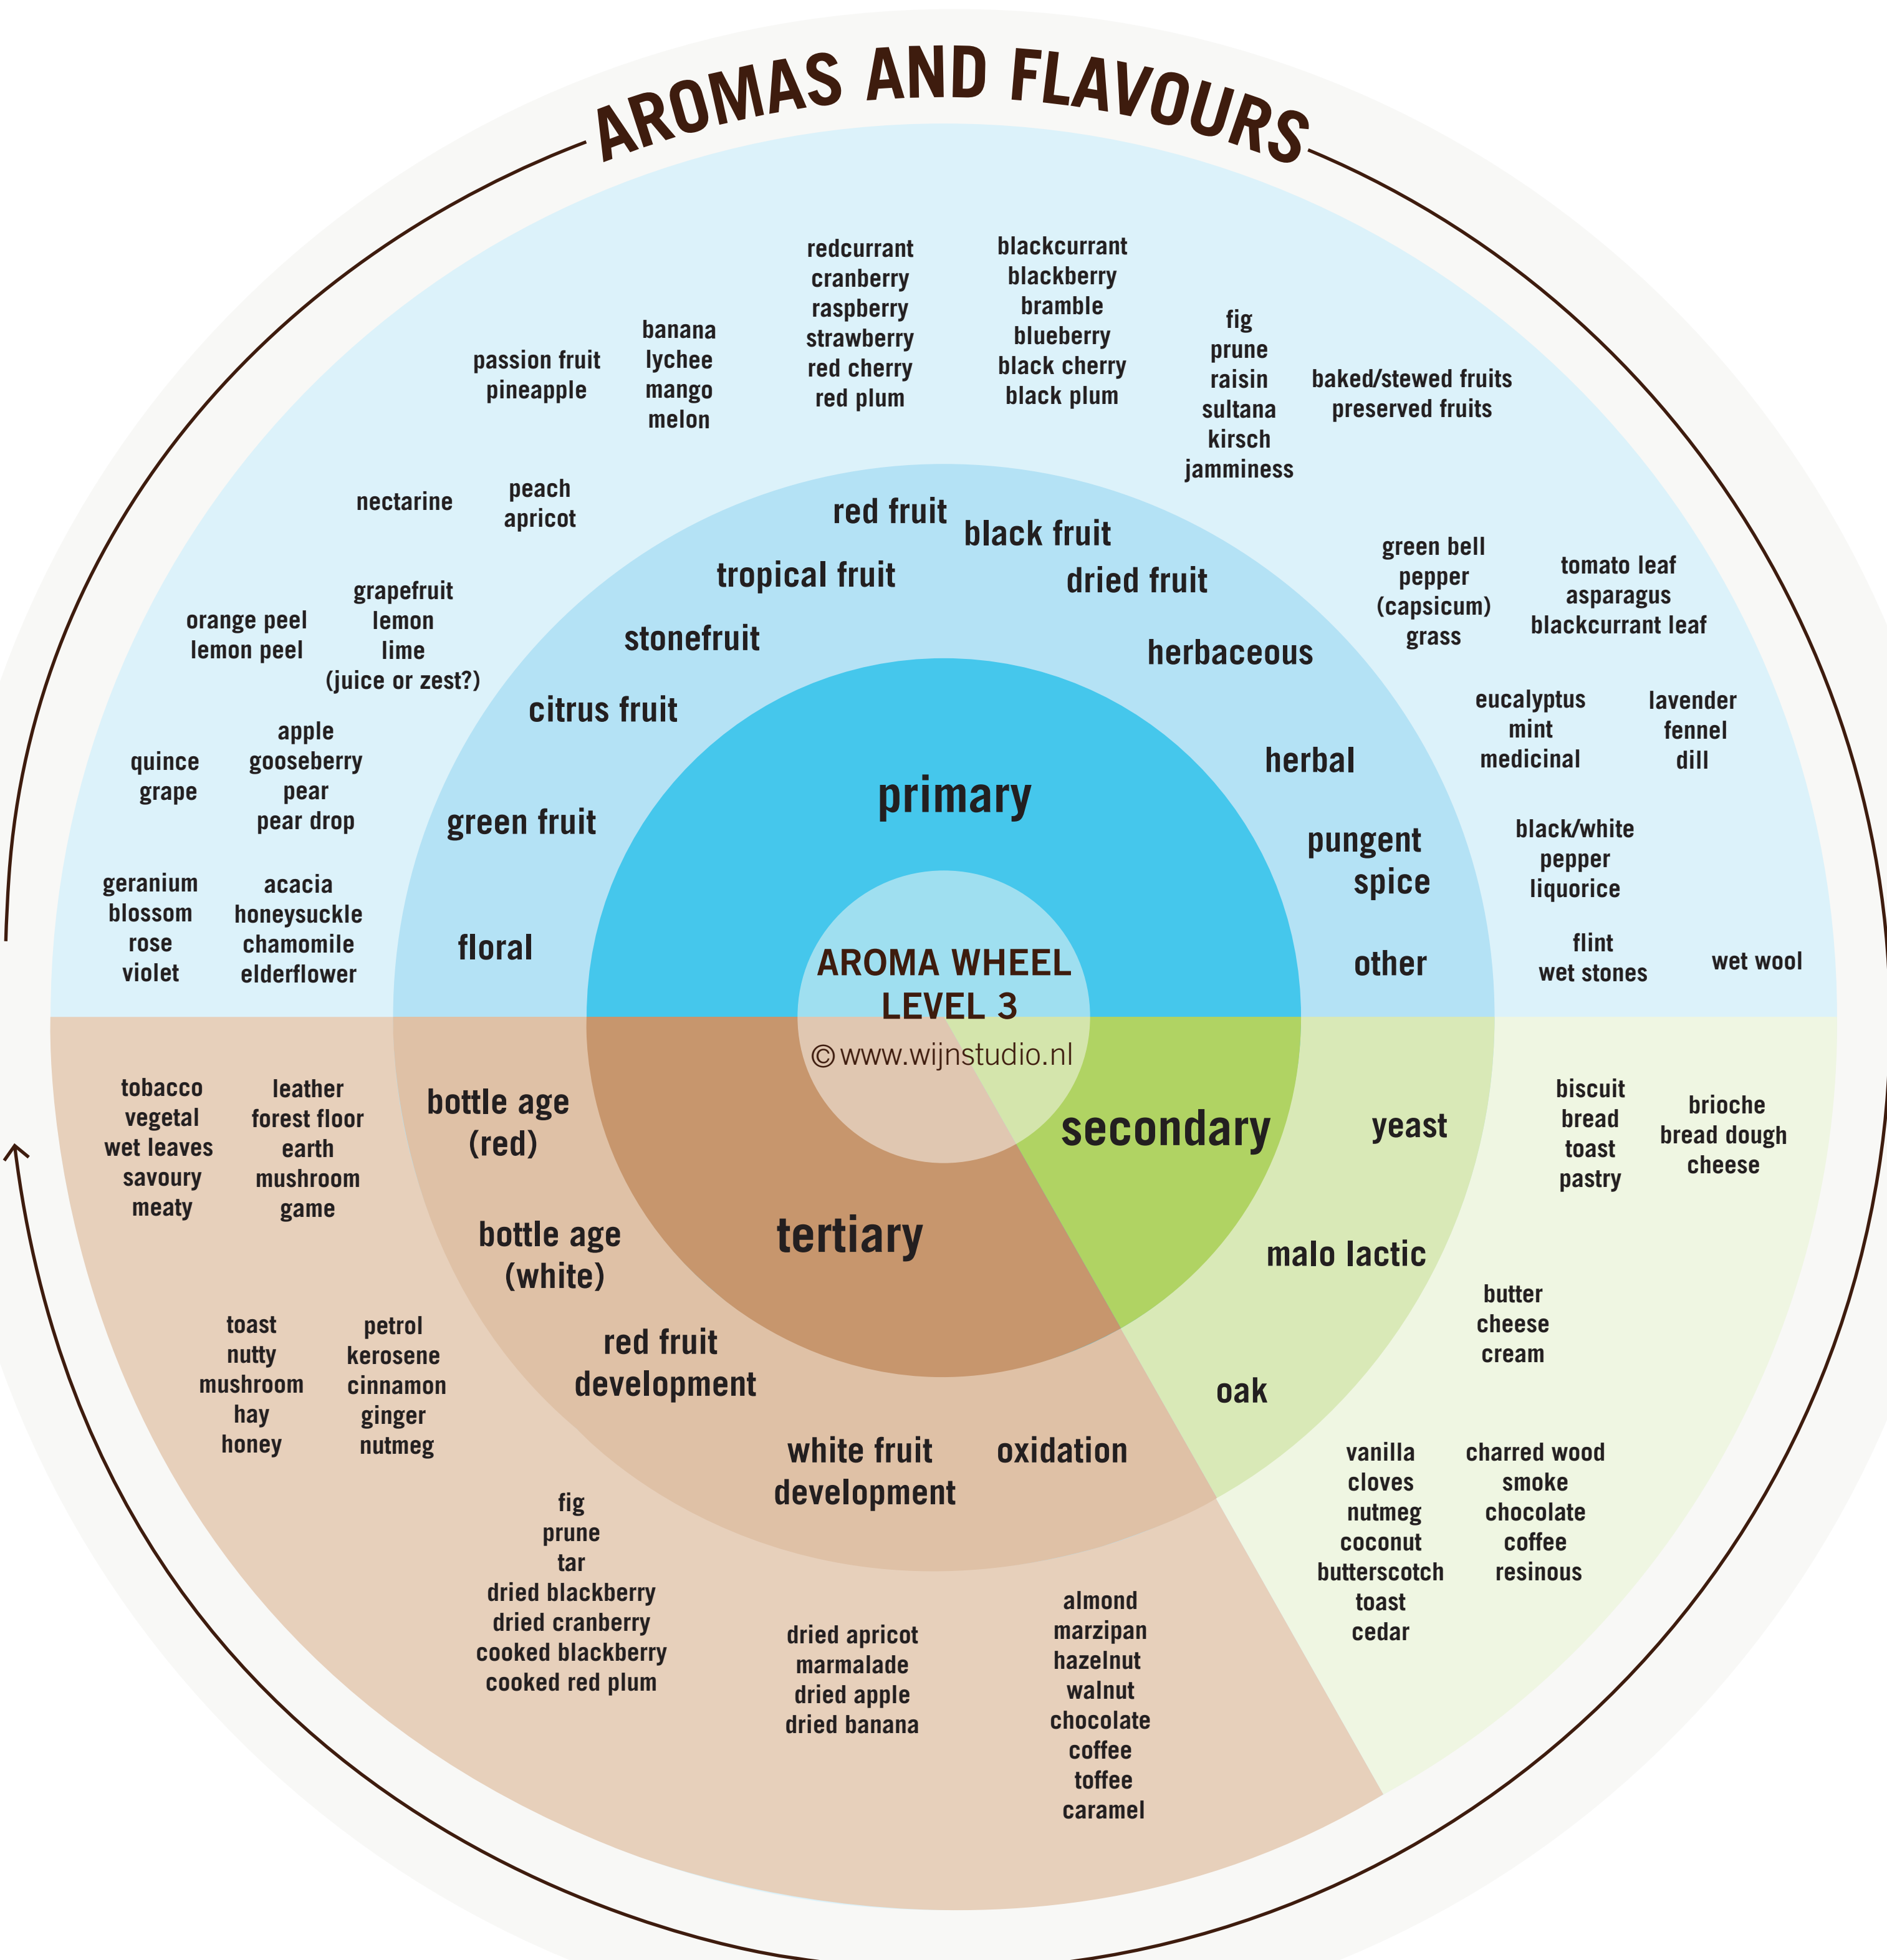 AROMAS AND FLAVOURS
redcurrant
cranberry
raspberry
strawberry
red cherry
red plum
blackcurrant
blackberry
bramble
blueberry
black cherry
black plum
fig
prune
raisin
sultana
kirsch
jamminess
baked/stewed fruits
preserved fruits
banana
lychee
mango
melon
passion fruit
pineapple
nectarine
peach
apricot
orange peel
lemon peel
grapefruit
lemon
lime
(juice or zest?)
quince
grape
apple
gooseberry
pear
pear drop
geranium
blossom
rose
violet
acacia
honeysuckle
chamomile
elderflower
green bell
pepper
(capsicum)
grass
tomato leaf
asparagus
blackcurrant leaf
eucalyptus
mint
medicinal
lavender
fennel
dill
black/white
pepper
liquorice
flint
wet stones
wet wool
red fruit
black fruit
tropical fruit
dried fruit
stonefruit
herbaceous
citrus fruit
herbal
green fruit
pungent
spice
floral
other
primary
AROMA WHEEL
LEVEL 3
© www.wijnstudio.nl
secondary
tertiary
yeast
malo lactic
oak
biscuit
bread
toast
pastry
brioche
bread dough
cheese
butter
cheese
cream
vanilla
cloves
nutmeg
coconut
butterscotch
toast
cedar
charred wood
smoke
chocolate
coffee
resinous
bottle age
(red)
bottle age
(white)
red fruit
development
white fruit
development
oxidation
tobacco
vegetal
wet leaves
savoury
meaty
leather
forest floor
earth
mushroom
game
toast
nutty
mushroom
hay
honey
petrol
kerosene
cinnamon
ginger
nutmeg
fig
prune
tar
dried blackberry
dried cranberry
cooked blackberry
cooked red plum
dried apricot
marmalade
dried apple
dried banana
almond
marzipan
hazelnut
walnut
chocolate
coffee
toffee
caramel